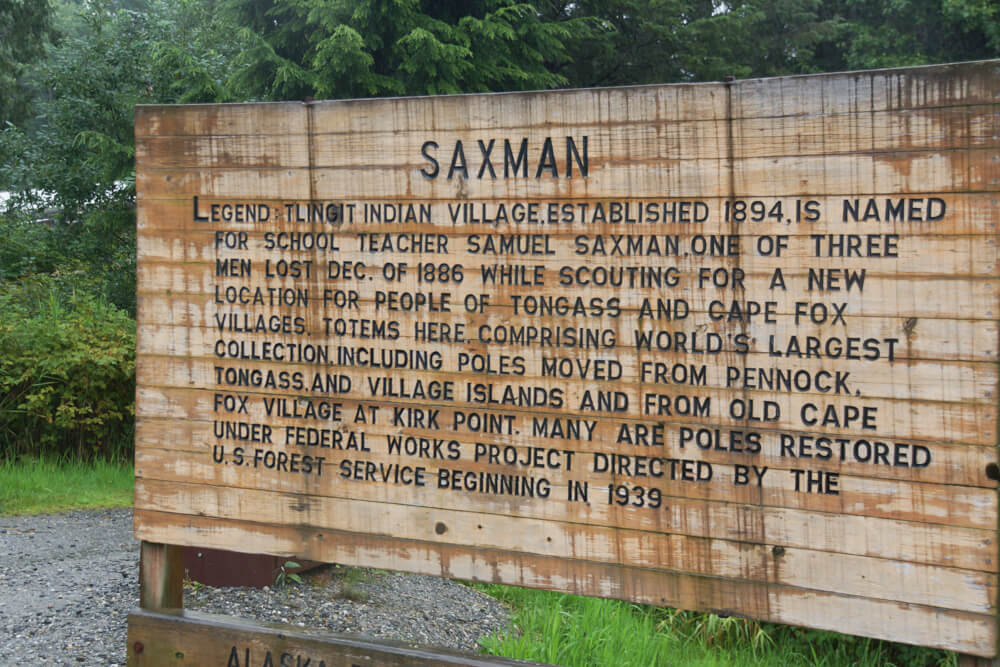 SAXMAN
LEGEND: TLINGIT INDIAN VILLAGE, ESTABLISHED 1894, IS NAMED
FOR SCHOOL TEACHER SAMUEL SAXMAN, ONE OF THREE
MEN LOST DEC. OF 1886 WHILE SCOUTING FOR A NEW
LOCATION FOR PEOPLE OF TONGASS AND CAPE FOX
VILLAGES. TOTEMS HERE, COMPRISING WORLD'S LARGEST
COLLECTION, INCLUDING POLES MOVED FROM PENNOCK,
TONGASS, AND VILLAGE ISLANDS AND FROM OLD CAPE
FOX VILLAGE AT KIRK POINT. MANY ARE POLES RESTORED
UNDER FEDERAL WORKS PROJECT DIRECTED BY THE
U.S. FOREST SERVICE BEGINNING IN 1939
ALASKA